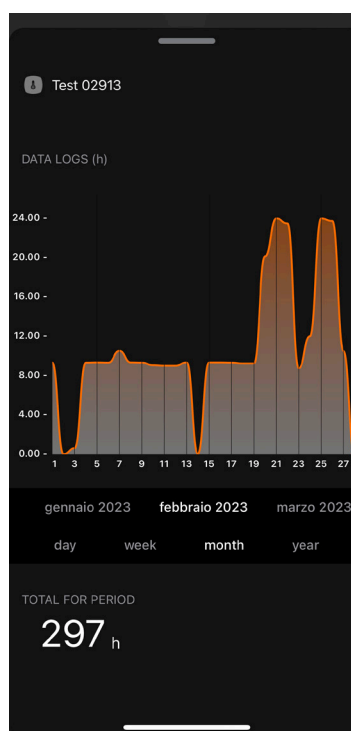 Test 02913
DATA LOGS (h)
24.00 -
20.00 -
16.00 -
12.00 -
8.00 -
4.00 -
0.00 -
1 3 5 7 9 11 13 15 17 19 21 23 25 27
gennaio 2023 febbraio 2023 marzo 2023
day week month year
TOTAL FOR PERIOD
297 h